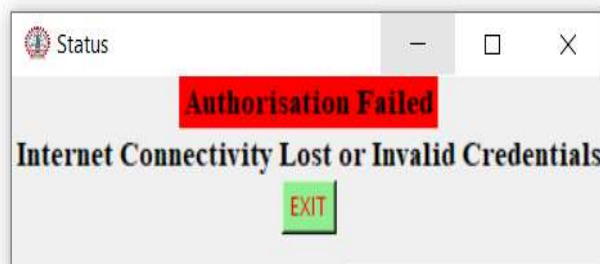 Status
Authorisation Failed
Internet Connectivity Lost or Invalid Credentials
EXIT